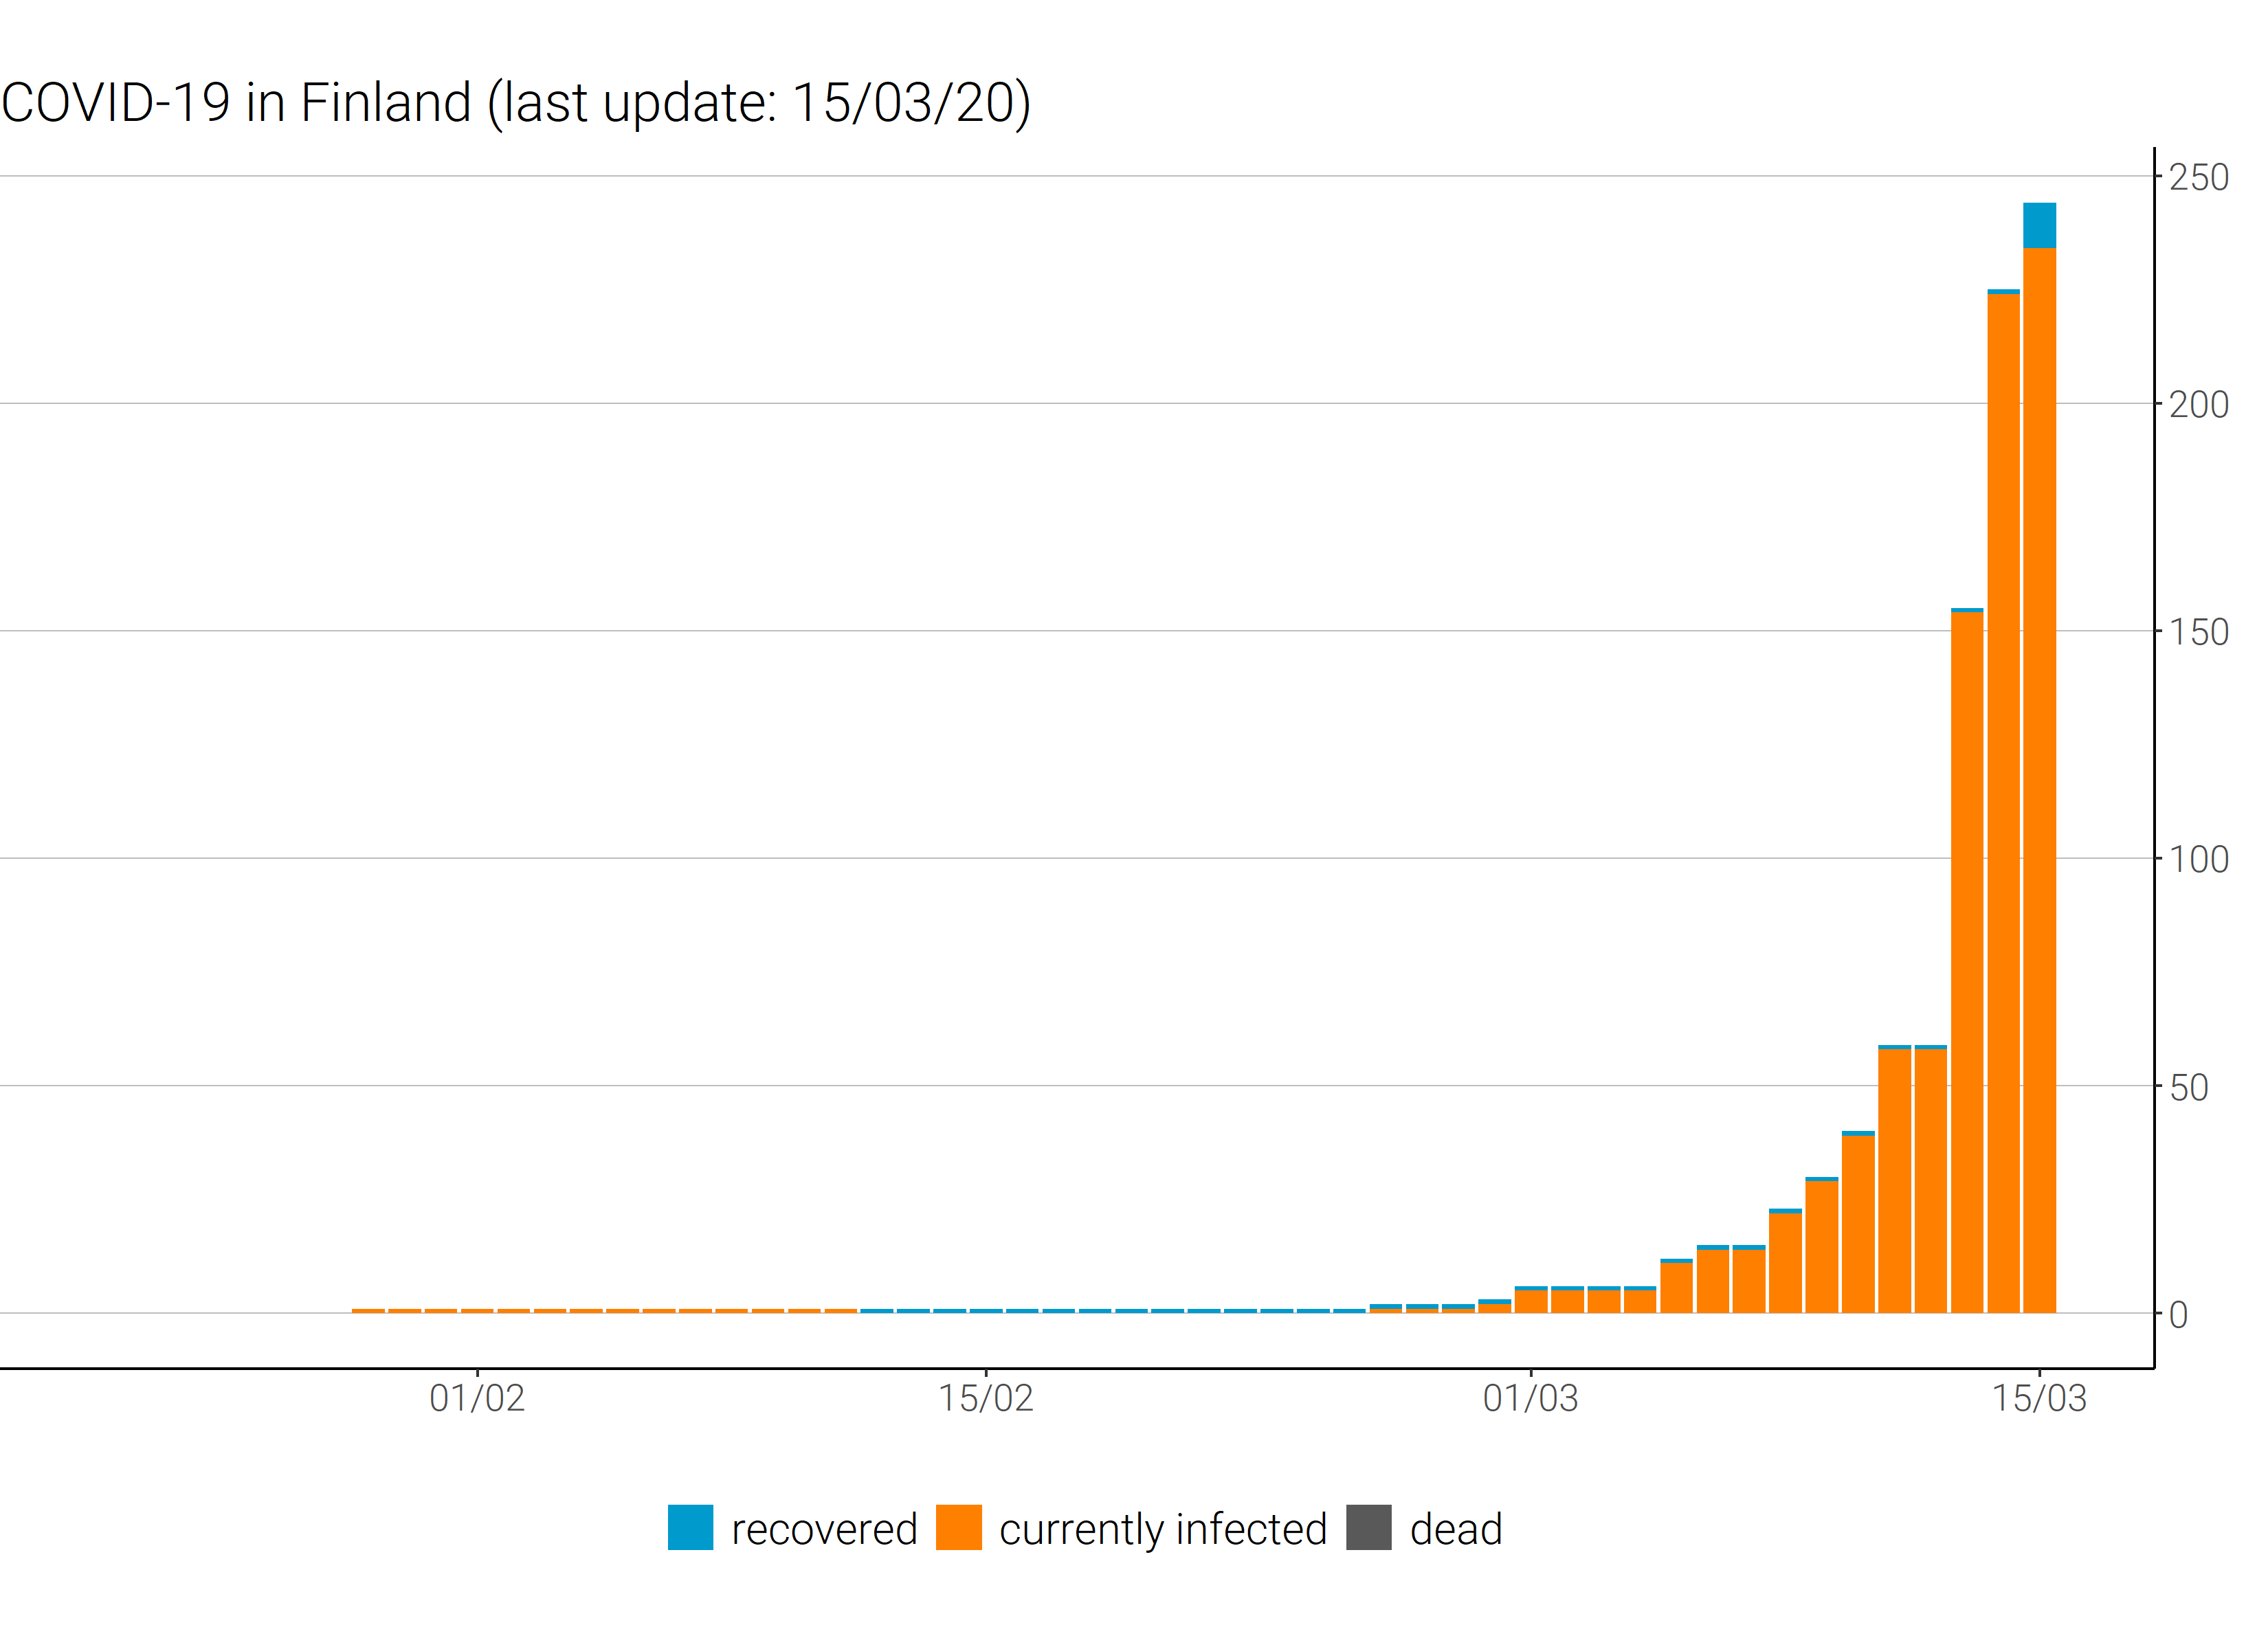 COVID-19 in Finland (last update: 15/03/20)
250
200
150
100
50
0
01/02 15/02 01/03 15/03
recovered currently infected dead